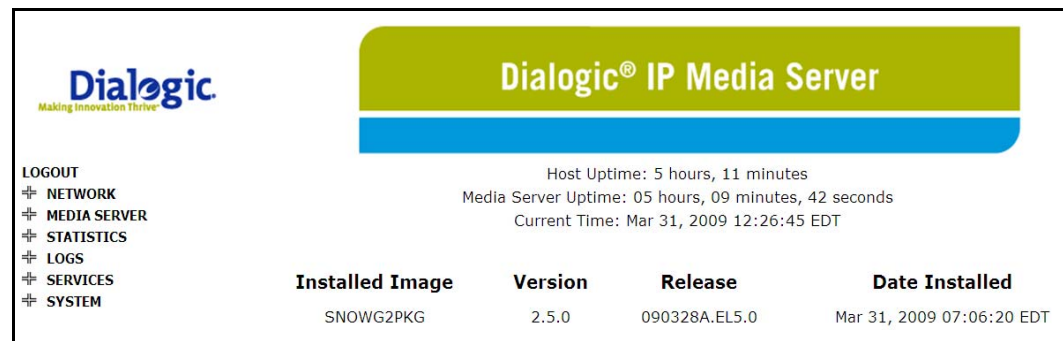 Dialogic.
Making Innovation Thrive™
Dialogic® IP Media Server
LOGOUT
NETWORK
MEDIA SERVER
STATISTICS
LOGS
SERVICES
SYSTEM
Host Uptime: 5 hours, 11 minutes
Media Server Uptime: 05 hours, 09 minutes, 42 seconds
Current Time: Mar 31, 2009 12:26:45 EDT
Installed Image Version Release Date Installed
SNOWG2PKG 2.5.0 090328A.EL5.0 Mar 31, 2009 07:06:20 EDT